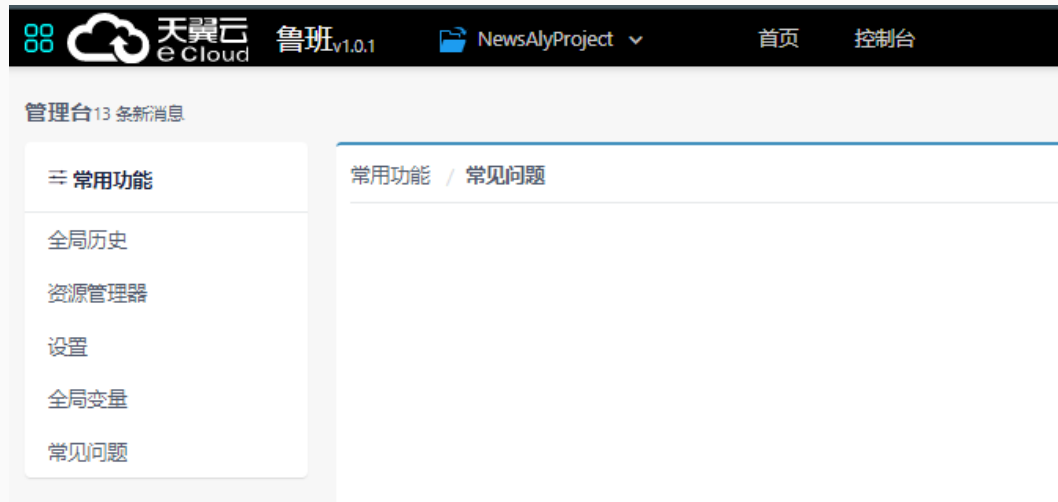 天翼云 e Cloud 鲁班v1.0.1 NewsAlyProject 首页 控制台
管理台13 条新消息
常用功能
常用功能 / 常见问题
全局历史
资源管理器
设置
全局变量
常见问题